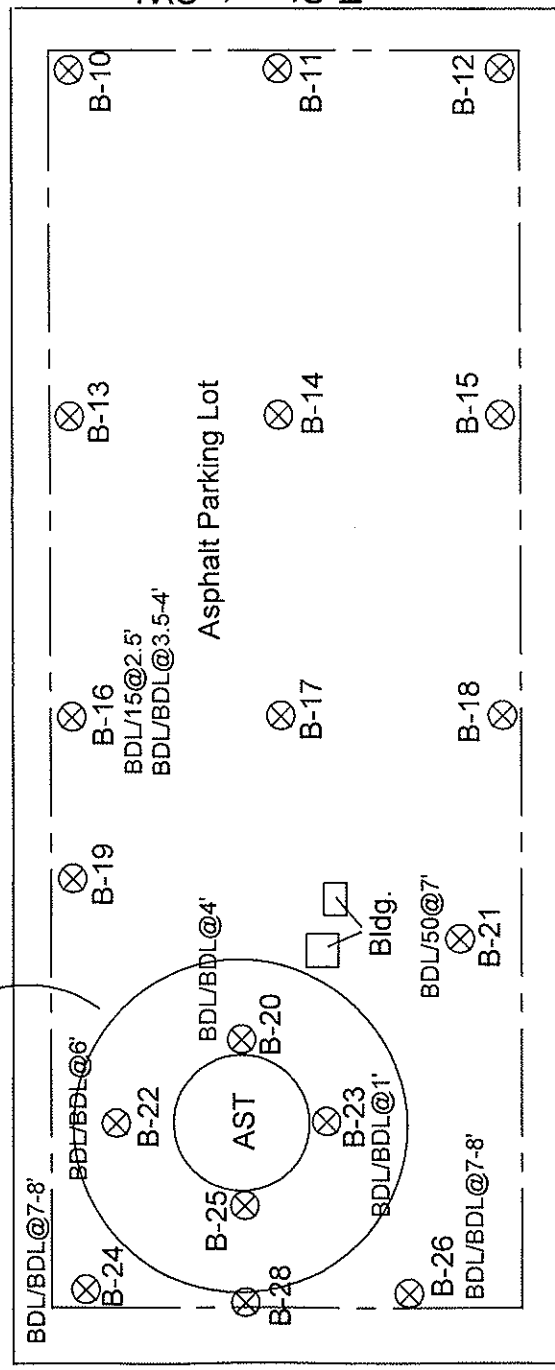 B-10
B-11
B-12
B-13
B-14
B-15
Asphalt Parking Lot
B-16
BDL/15@2.5'
BDL/BDL@3.5-4'
B-17
B-18
B-19
BDL/BDL@4'
B-20
Bldg.
BDL/50@7'
B-21
BDL/BDL@6'
B-22
AST
B-23
BDL/BDL@1'
B-25
BDL/BDL@7-8'
B-24
B-28
B-26
BDL/BDL@7-8'